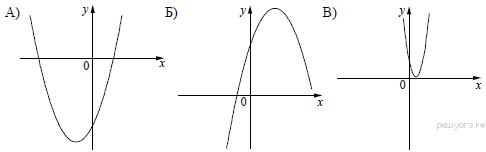 А) y 0 x
Б) y 0 x
В) y 0 x
решуогэ.рф